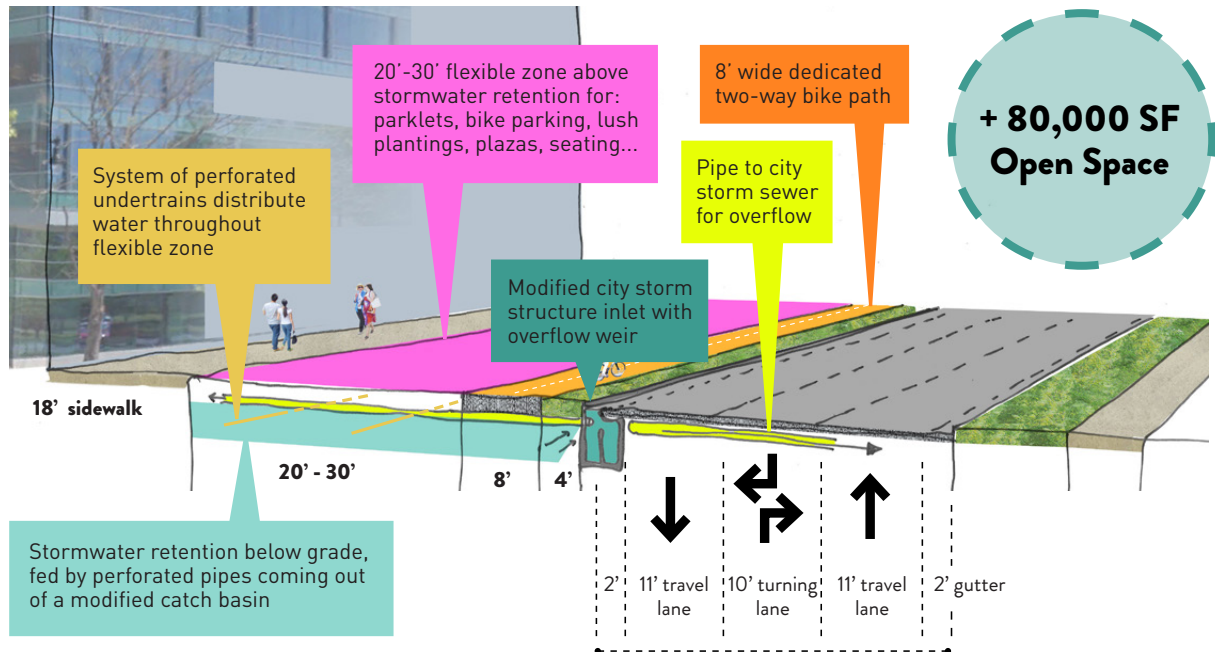 20'-30' flexible zone above
stormwater retention for:
parklets, bike parking, lush
plantings, plazas, seating...
8' wide dedicated
two-way bike path
+ 80,000 SF
Open Space
System of perforated
undertrains distribute
water throughout
flexible zone
Pipe to city
storm sewer
for overflow
Modified city storm
structure inlet with
overflow weir
18' sidewalk
20' - 30'
8'
4'
Stormwater retention below grade,
fed by perforated pipes coming out
of a modified catch basin
2'
11' travel
lane
10' turning
lane
11' travel
lane
2' gutter